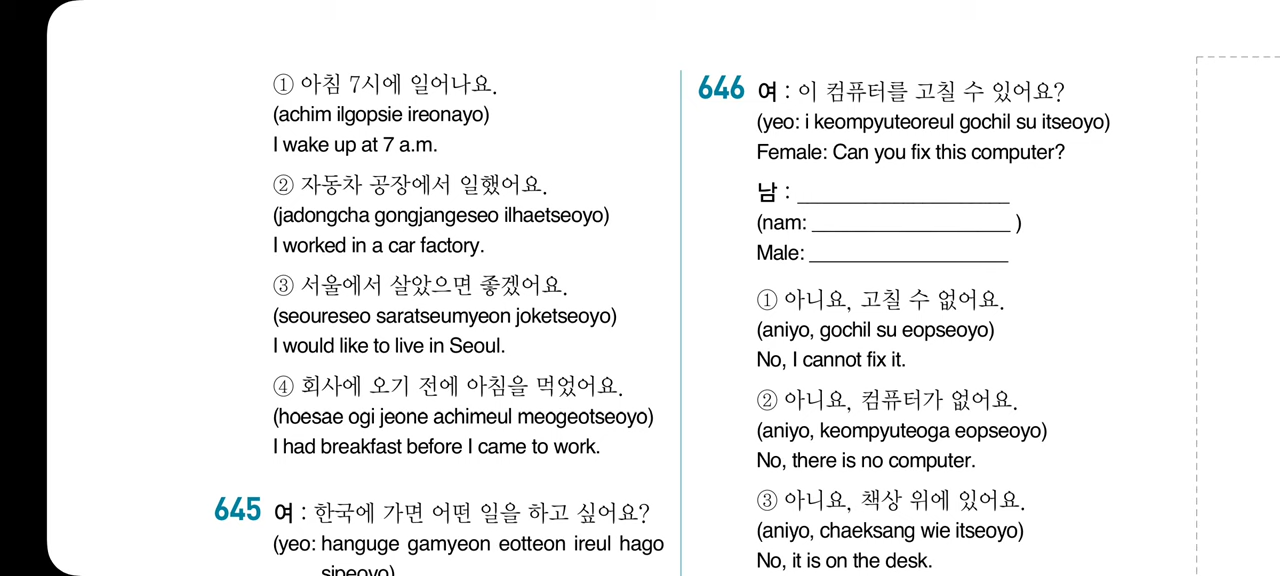 ① 아침 7시에 일어나요.
(achim ilgopsie ireonayo)
I wake up at 7 a.m.
② 자동차 공장에서 일했어요.
(jadongcha gongjangeseo ilhaetseoyo)
I worked in a car factory.
③ 서울에서 살았으면 좋겠어요.
(seoureseo saratseumyeon joketseoyo)
I would like to live in Seoul.
④ 회사에 오기 전에 아침을 먹었어요.
(hoesae ogi jeone achimeul meogeotseoyo)
I had breakfast before I came to work.
645 여 : 한국에 가면 어떤 일을 하고 싶어요?
(yeo: hanguge gamyeon eotteon ireul hago
sipeoyo)
646 여 : 이 컴퓨터를 고칠 수 있어요?
(yeo: i keompyuteoreul gochil su itseoyo)
Female: Can you fix this computer?
남 : ____________________
(nam: ____________________ )
Male: ____________________
① 아니요, 고칠 수 없어요.
(aniyo, gochil su eopseoyo)
No, I cannot fix it.
② 아니요, 컴퓨터가 없어요.
(aniyo, keompyuteoga eopseoyo)
No, there is no computer.
③ 아니요, 책상 위에 있어요.
(aniyo, chaeksang wie itseoyo)
No, it is on the desk.